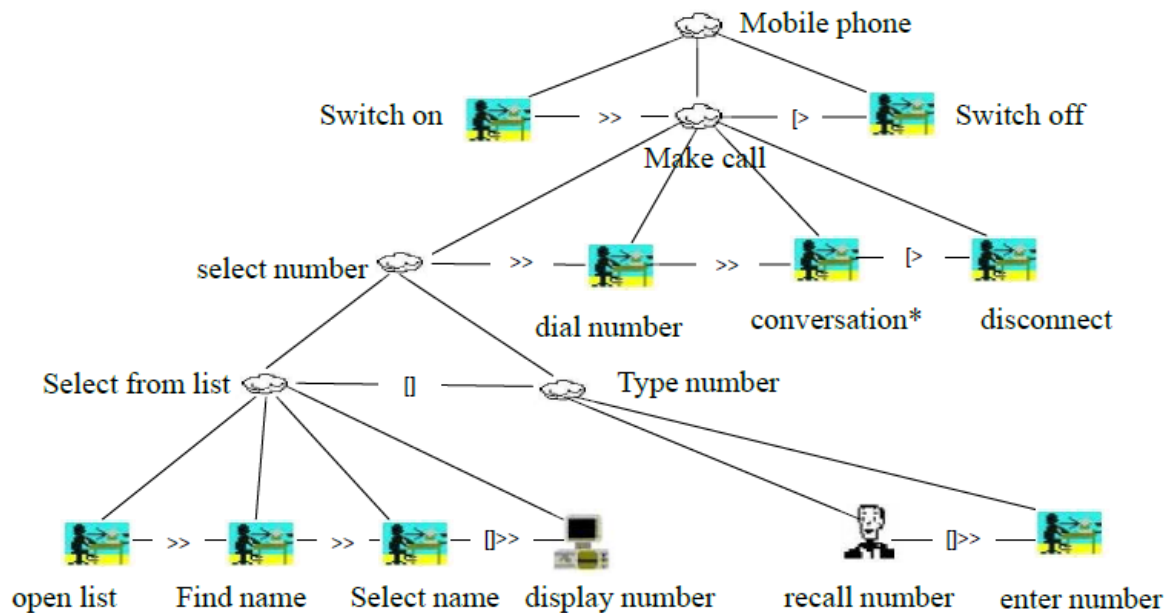 Mobile phone
Switch on
>>
[>
Switch off
Make call
select number
>>
>>
[>
dial number
conversation*
disconnect
Select from list
[]
Type number
>>
>>
[]>>
[]>>
open list
Find name
Select name
display number
recall number
enter number